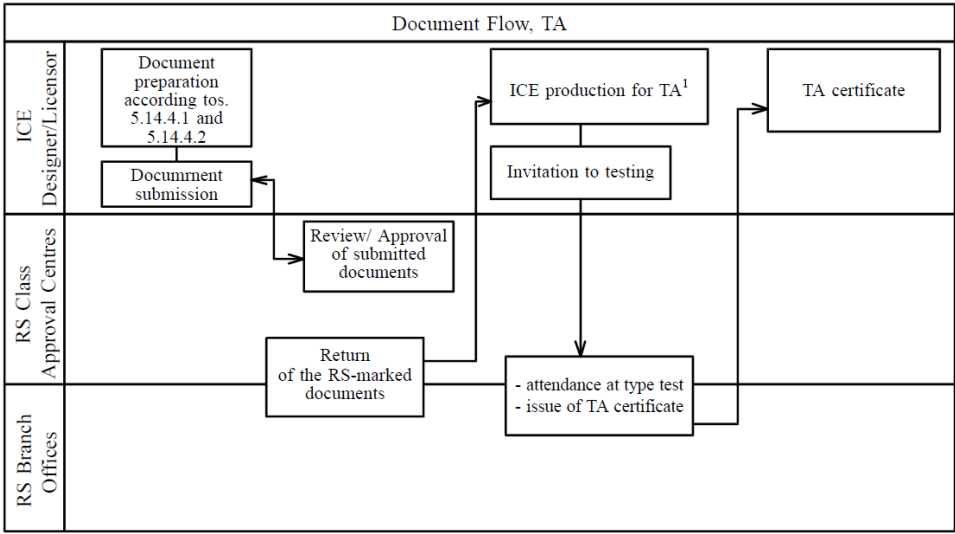 Document Flow, TA
ICE
Designer/Licensor
Document
preparation
according tos.
5.14.4.1 and
5.14.4.2
Documrnent
submission
ICE production for TA¹
Invitation to testing
TA certificate
RS Class
Approval Centres
Review/ Approval
of submitted
documents
Return
of the RS-marked
documents
- attendance at type test
- issue of TA certificate
RS Branch
Offices